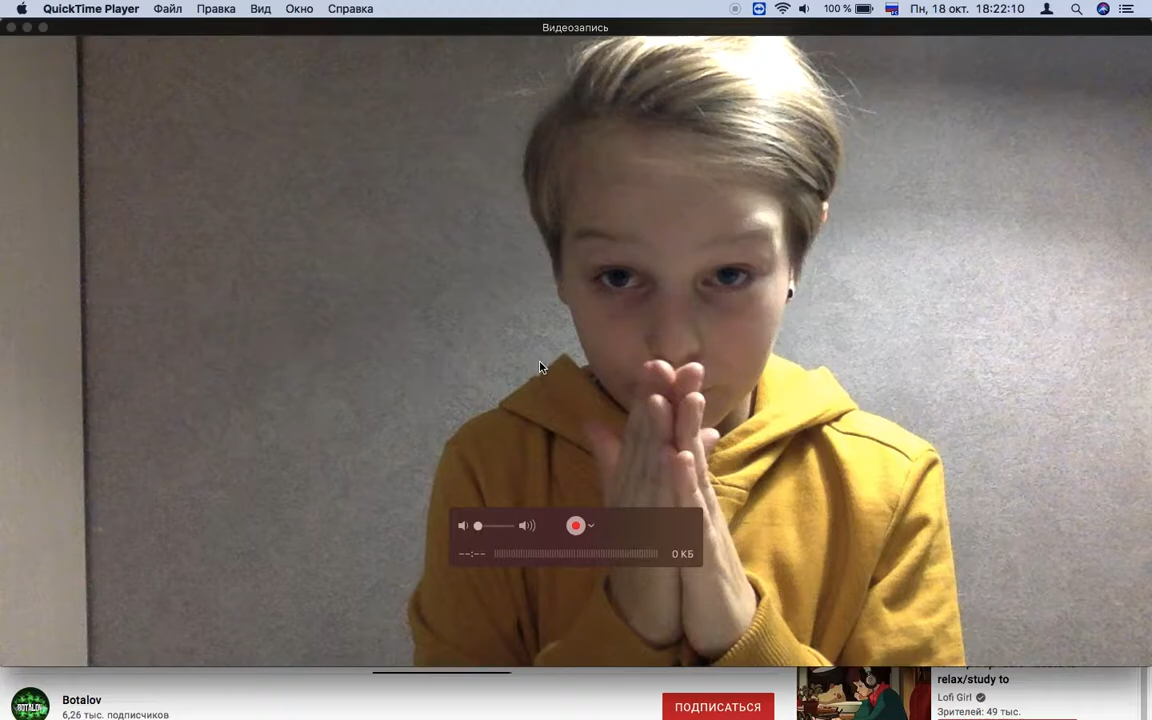 QuickTime Player Файл Правка Вид Окно Справка 100 % Пн, 18 окт. 18:22:10
Видеозапись
--:-- 0 КБ
relax/study to
Botalov
Lofi Girl
6,26 тыс. подписчиков
ПОДПИСАТЬСЯ
Зрителей: 49 тыс.
BOTALOV